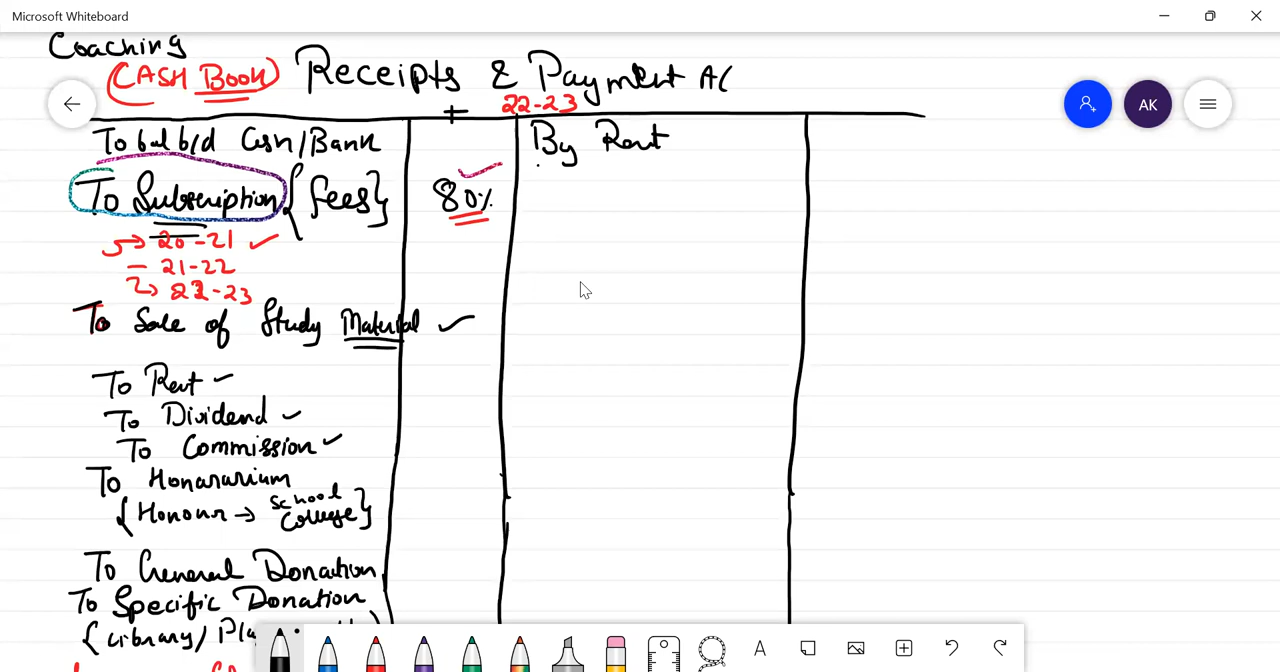 Microsoft Whiteboard
Coaching
(CASH Book) Receipts & Payment A/C
+ 22-23
To bal b/d Cash/Bank
By Rent
To Subscription {fees} 80%
20-21
21-22
22-23
To Sale of Study Material
To Rent
To Dividend
To Commission
To Honararium
{Honour → School College}
To General Donation
To Specific Donation
{Library/
AK
A